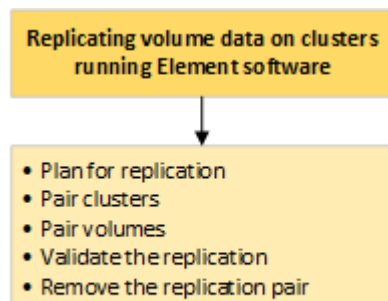 Replicating volume data on clusters
running Element software
• Plan for replication
• Pair clusters
• Pair volumes
• Validate the replication
• Remove the replication pair